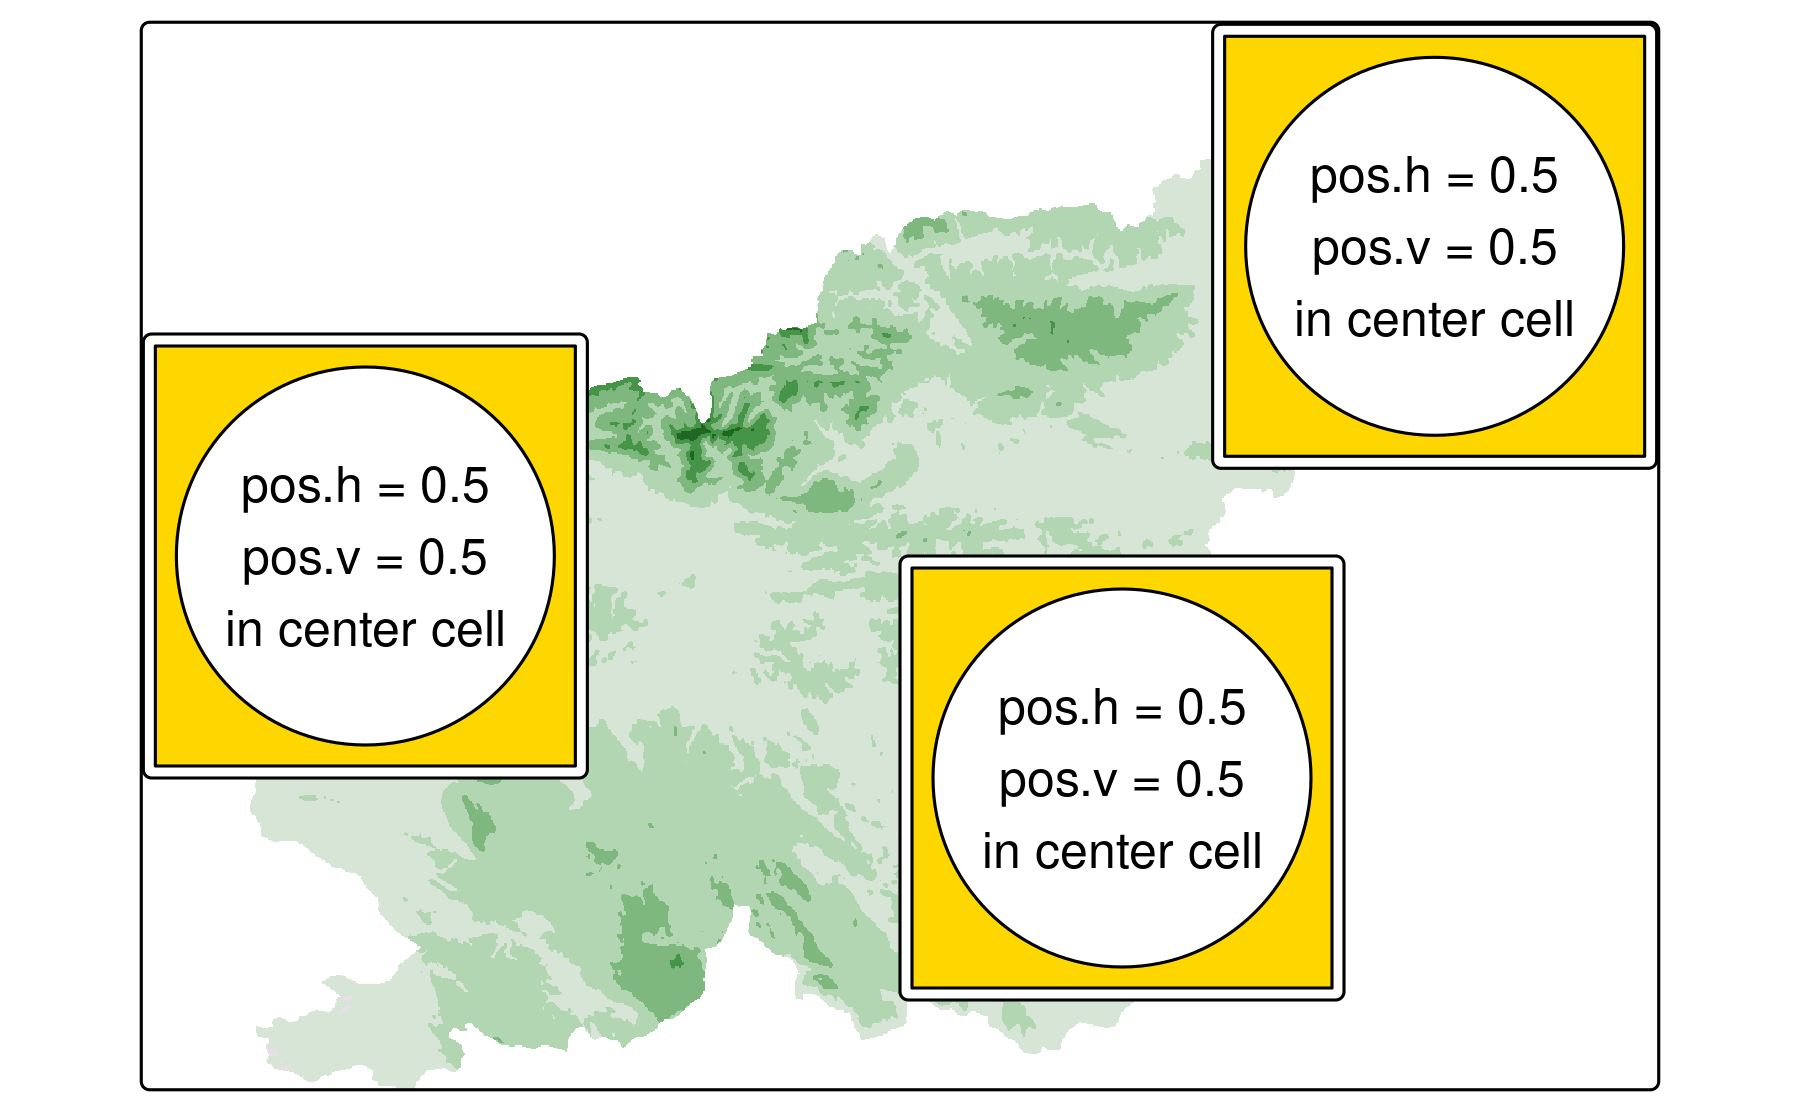 pos.h = 0.5
pos.v = 0.5
in center cell
pos.h = 0.5
pos.v = 0.5
in center cell
pos.h = 0.5
pos.v = 0.5
in center cell